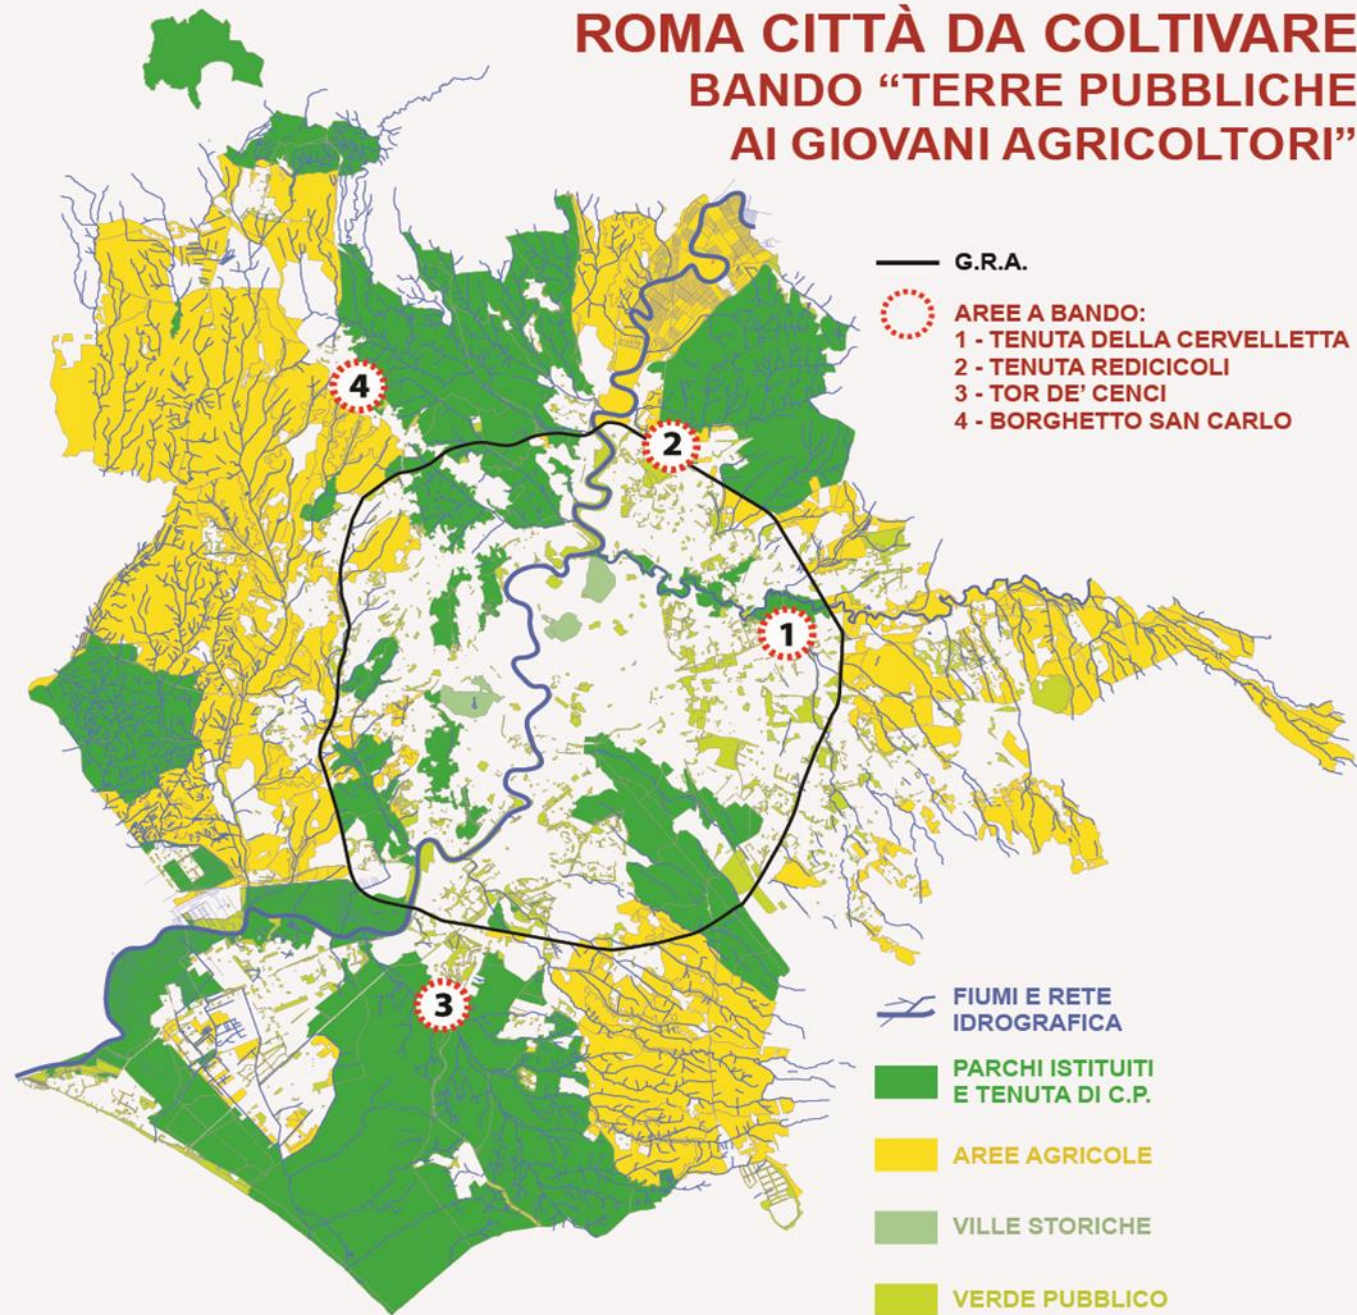 ROMA CITTÀ DA COLTIVARE
BANDO “TERRE PUBBLICHE
AI GIOVANI AGRICOLTORI”
G.R.A.
AREE A BANDO:
1 - TENUTA DELLA CERVELLETTA
2 - TENUTA REDICICOLI
3 - TOR DE’ CENCI
4 - BORGHETTO SAN CARLO
4
2
1
3
FIUMI E RETE
IDROGRAFICA
PARCHI ISTITUITI
E TENUTA DI C.P.
AREE AGRICOLE
VILLE STORICHE
VERDE PUBBLICO